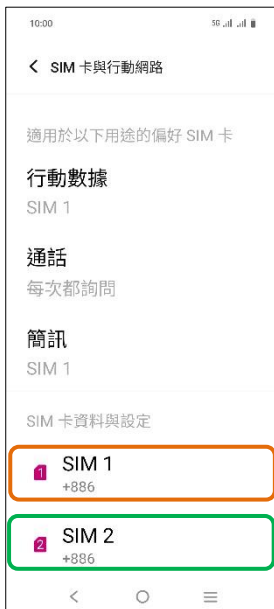 10:00 5G
SIM 卡與行動網路
適用於以下用途的偏好 SIM 卡
行動數據
SIM 1
通話
每次都詢問
簡訊
SIM 1
SIM 卡資料與設定
1 SIM 1
+886
2 SIM 2
+886